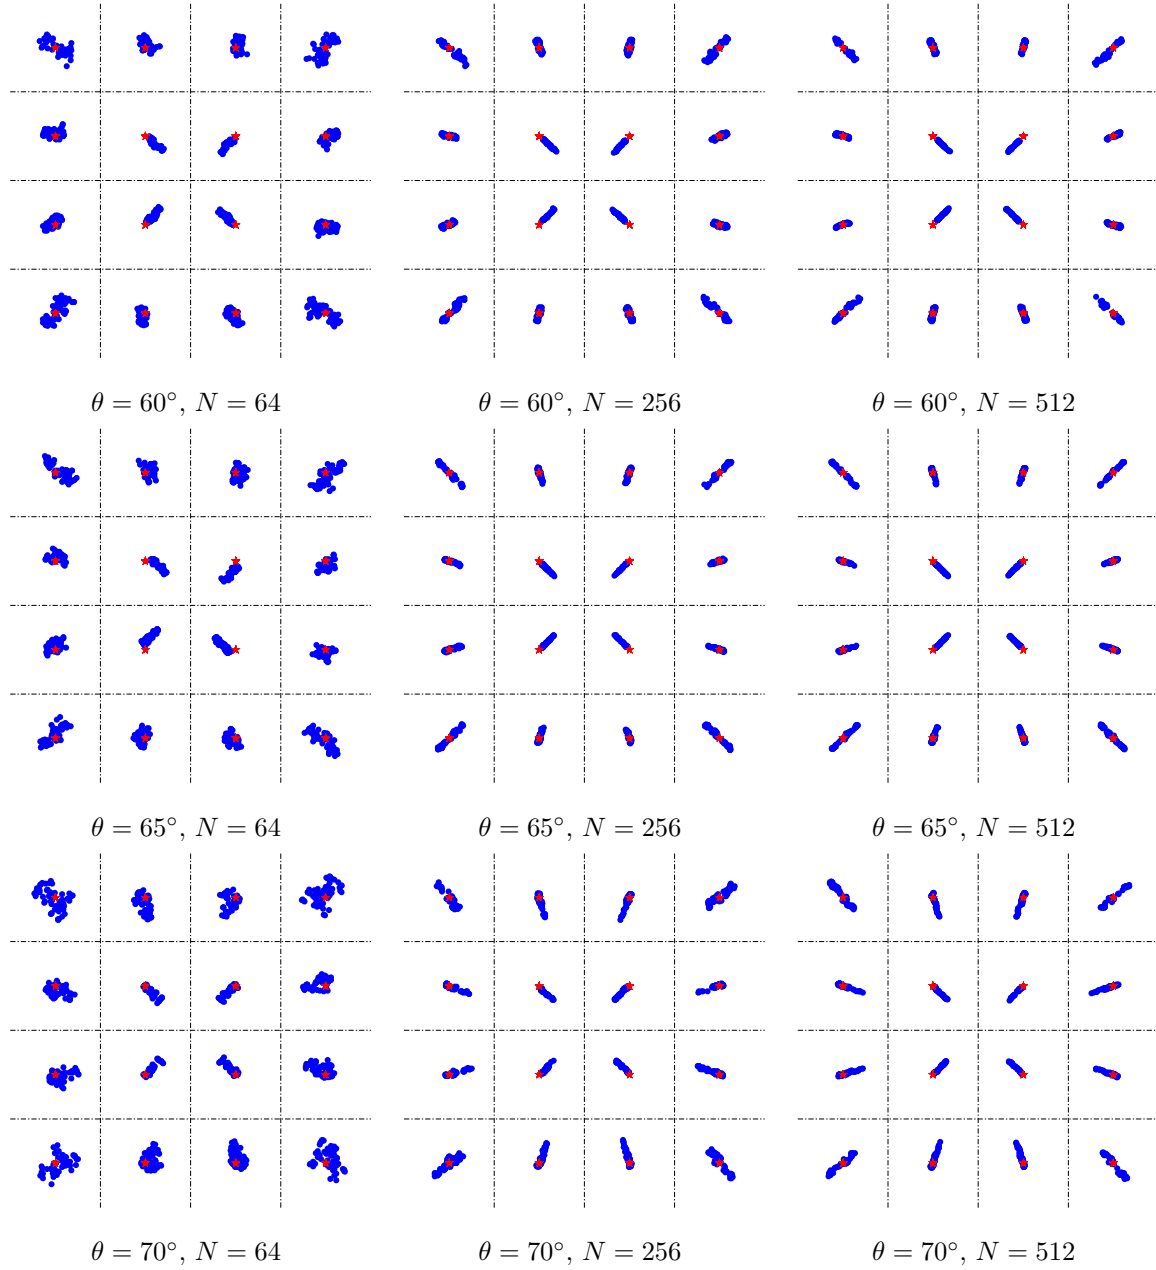 θ = 60°, N = 64
θ = 60°, N = 256
θ = 60°, N = 512
θ = 65°, N = 64
θ = 65°, N = 256
θ = 65°, N = 512
θ = 70°, N = 64
θ = 70°, N = 256
θ = 70°, N = 512